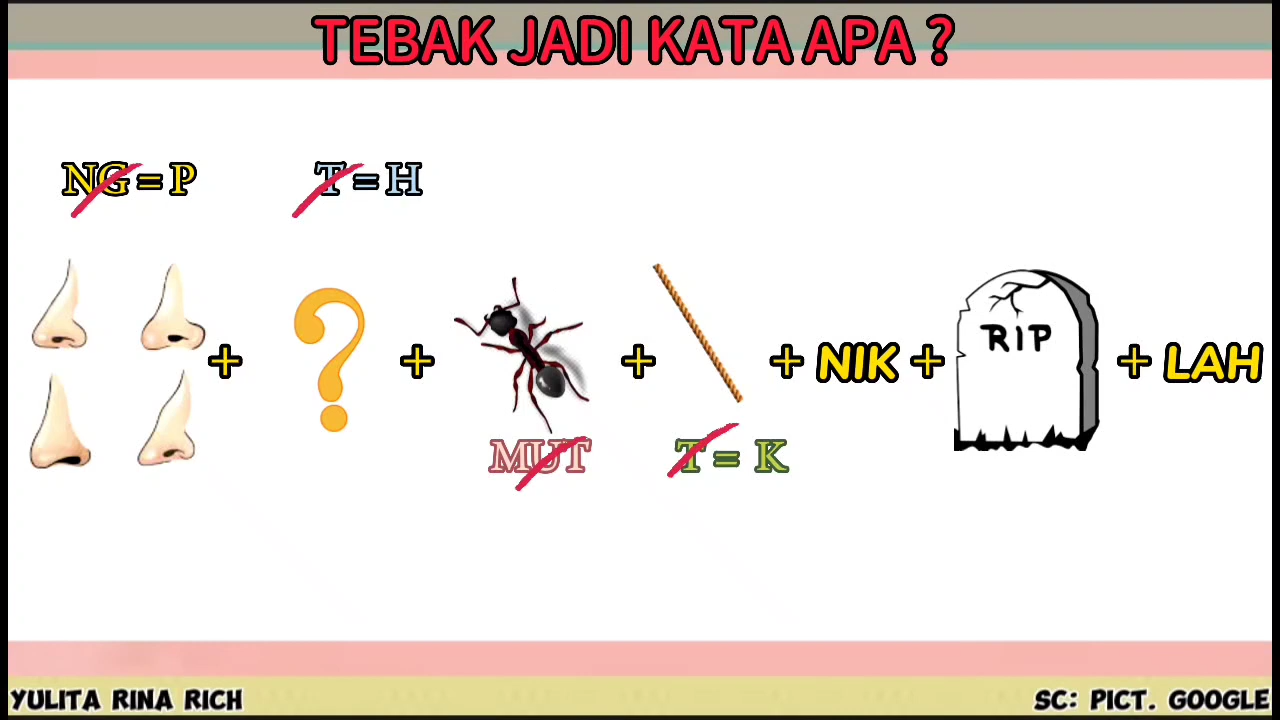 TEBAK JADI KATA APA ?
NG = P T = H
+ ? + + + NIK + RIP + LAH
MUT T = K
YULITA RINA RICH SC: PICT. GOOGLE